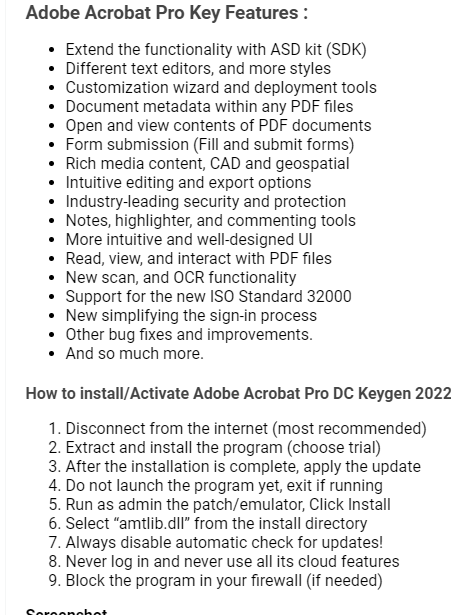 Adobe Acrobat Pro Key Features :
• Extend the functionality with ASD kit (SDK)
• Different text editors, and more styles
• Customization wizard and deployment tools
• Document metadata within any PDF files
• Open and view contents of PDF documents
• Form submission (Fill and submit forms)
• Rich media content, CAD and geospatial
• Intuitive editing and export options
• Industry-leading security and protection
• Notes, highlighter, and commenting tools
• More intuitive and well-designed UI
• Read, view, and interact with PDF files
• New scan, and OCR functionality
• Support for the new ISO Standard 32000
• New simplifying the sign-in process
• Other bug fixes and improvements.
• And so much more.
How to install/Activate Adobe Acrobat Pro DC Keygen 2022
1. Disconnect from the internet (most recommended)
2. Extract and install the program (choose trial)
3. After the installation is complete, apply the update
4. Do not launch the program yet, exit if running
5. Run as admin the patch/emulator, Click Install
6. Select “amtlib.dll” from the install directory
7. Always disable automatic check for updates!
8. Never log in and never use all its cloud features
9. Block the program in your firewall (if needed)
Screenshot